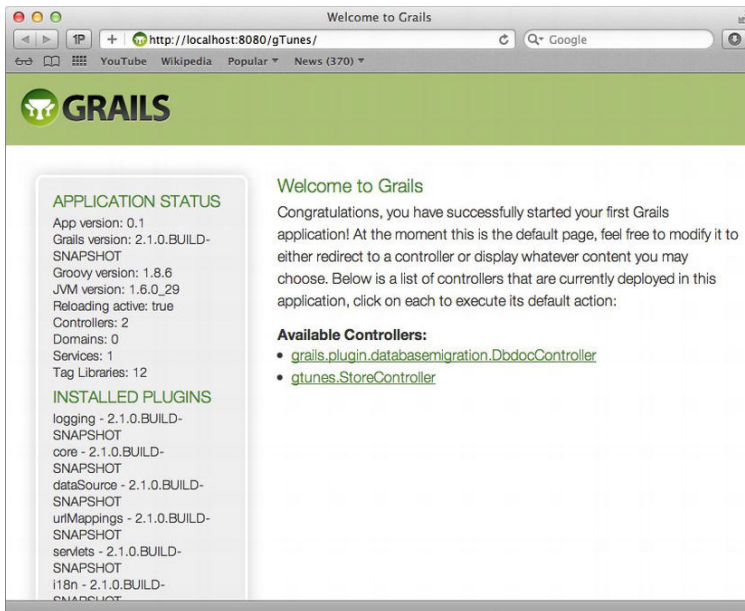 Welcome to Grails
1P
+
http://localhost:8080/gTunes/
Google
YouTube Wikipedia Popular News (370)
GRAILS
APPLICATION STATUS
App version: 0.1
Grails version: 2.1.0.BUILD-
SNAPSHOT
Groovy version: 1.8.6
JVM version: 1.6.0_29
Reloading active: true
Controllers: 2
Domains: 0
Services: 1
Tag Libraries: 12
INSTALLED PLUGINS
logging - 2.1.0.BUILD-
SNAPSHOT
core - 2.1.0.BUILD-
SNAPSHOT
dataSource - 2.1.0.BUILD-
SNAPSHOT
urlMappings - 2.1.0.BUILD-
SNAPSHOT
servlets - 2.1.0.BUILD-
SNAPSHOT
i18n - 2.1.0.BUILD-
SNAPSHOT
Welcome to Grails
Congratulations, you have successfully started your first Grails
application! At the moment this is the default page, feel free to modify it to
either redirect to a controller or display whatever content you may
choose. Below is a list of controllers that are currently deployed in this
application, click on each to execute its default action:
Available Controllers:
• grails.plugin.databasemigration.DbdocController
• gtunes.StoreController